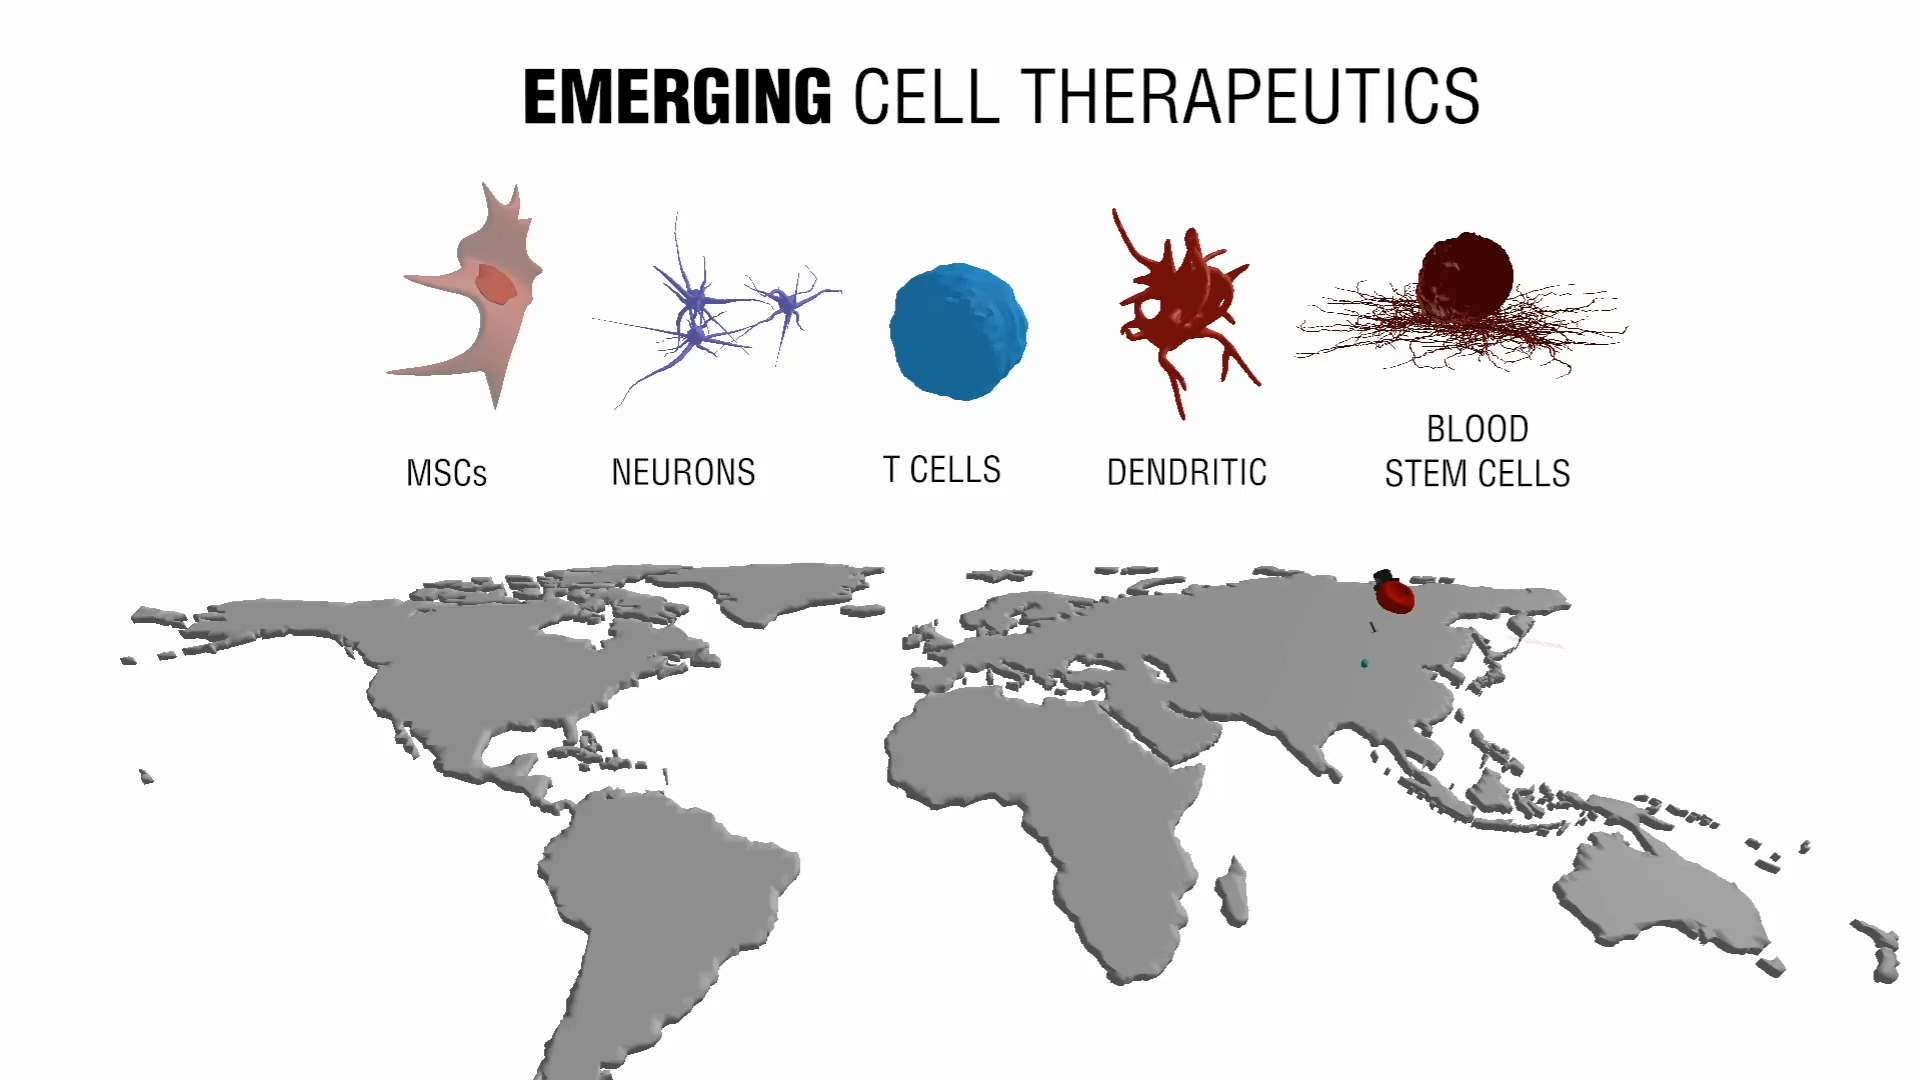 EMERGING CELL THERAPEUTICS
MSCs
NEURONS
T CELLS
DENDRITIC
BLOOD
STEM CELLS